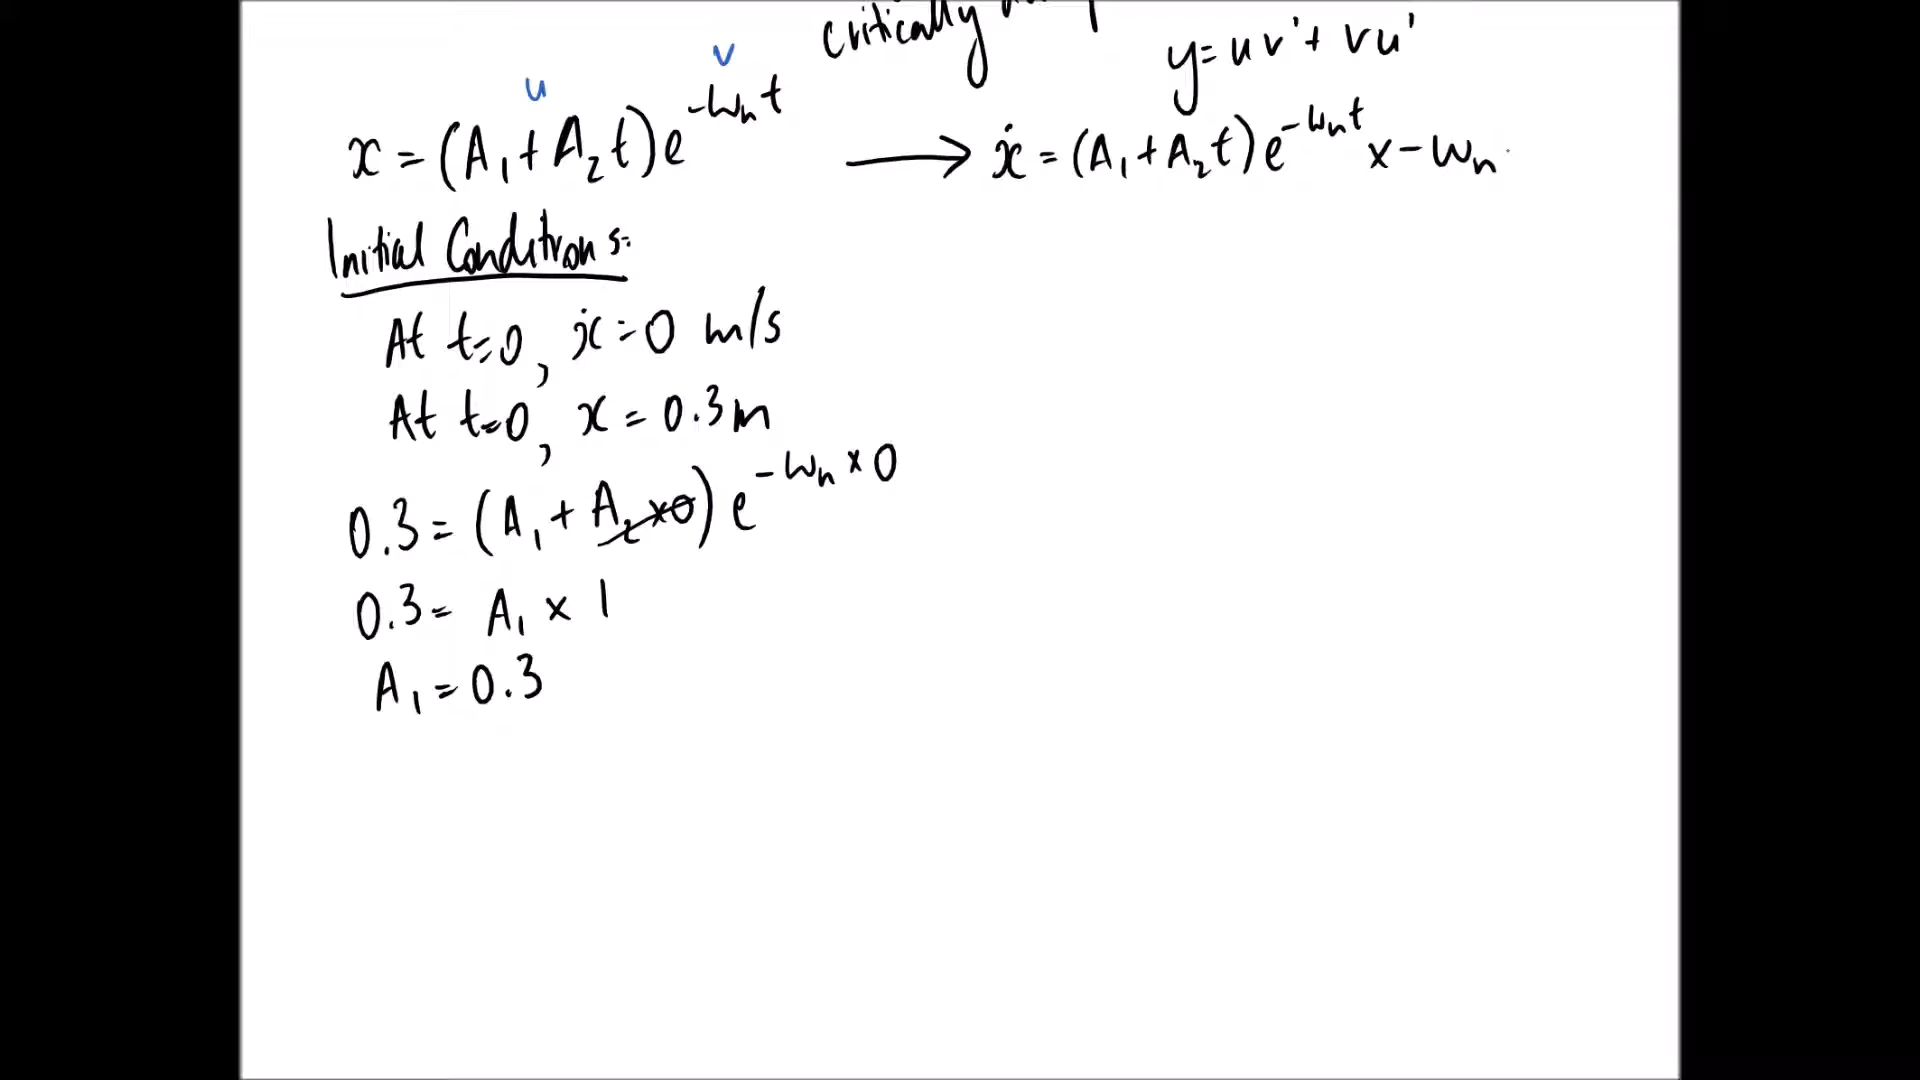 critically
y = uv' + vu'
u v
x = (A₁ + A₂t)e^(-ωₙt) ⟶ ẋ = (A₁ + A₂t)e^(-ωₙt) × -ωₙ
Initial Conditions:
At t=0, ẋ = 0 m/s
At t=0, x = 0.3m
0.3 = (A₁ + A₂×0) e^(-ωₙ×0)
0.3 = A₁ × 1
A₁ = 0.3